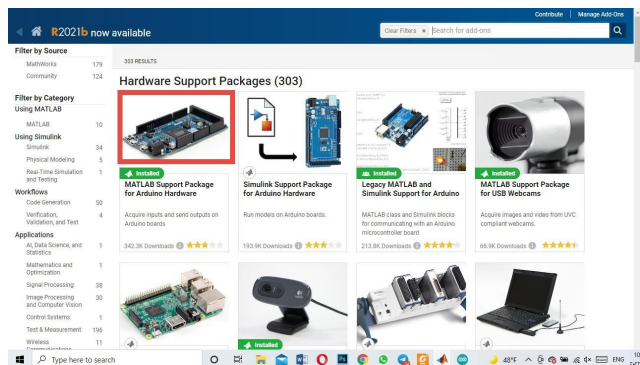 Contribute
Manage Add-Ons
R2021b now available
Clear Filters × Search for add-ons
Filter by Source
MathWorks 179
Community 124
Filter by Category
Using MATLAB
MATLAB 10
Using Simulink
Simulink 34
Physical Modeling 5
Real-Time Simulation 1
and Testing
Workflows
Code Generation 50
Verification, 4
Validation, and Test
Applications
AI, Data Science, and 1
Statistics
Mathematics and 1
Optimization
Signal Processing 38
Image Processing 30
and Computer Vision
Control Systems 1
Test & Measurement 196
Wireless 11
303 RESULTS
Hardware Support Packages (303)
Installed
MATLAB Support Package
for Arduino Hardware
Acquire inputs and send outputs on
Arduino boards.
342.3K Downloads
Simulink Support Package
for Arduino Hardware
Run models on Arduino boards.
193.9K Downloads
Installed
Legacy MATLAB and
Simulink Support for Arduino
MATLAB class and Simulink blocks
for communicating with an Arduino
microcontroller board
213.8K Downloads
Installed
MATLAB Support Package
for USB Webcams
Acquire images and video from UVC
compliant webcams.
66.9K Downloads
Installed
Type here to search
48°F
ENG